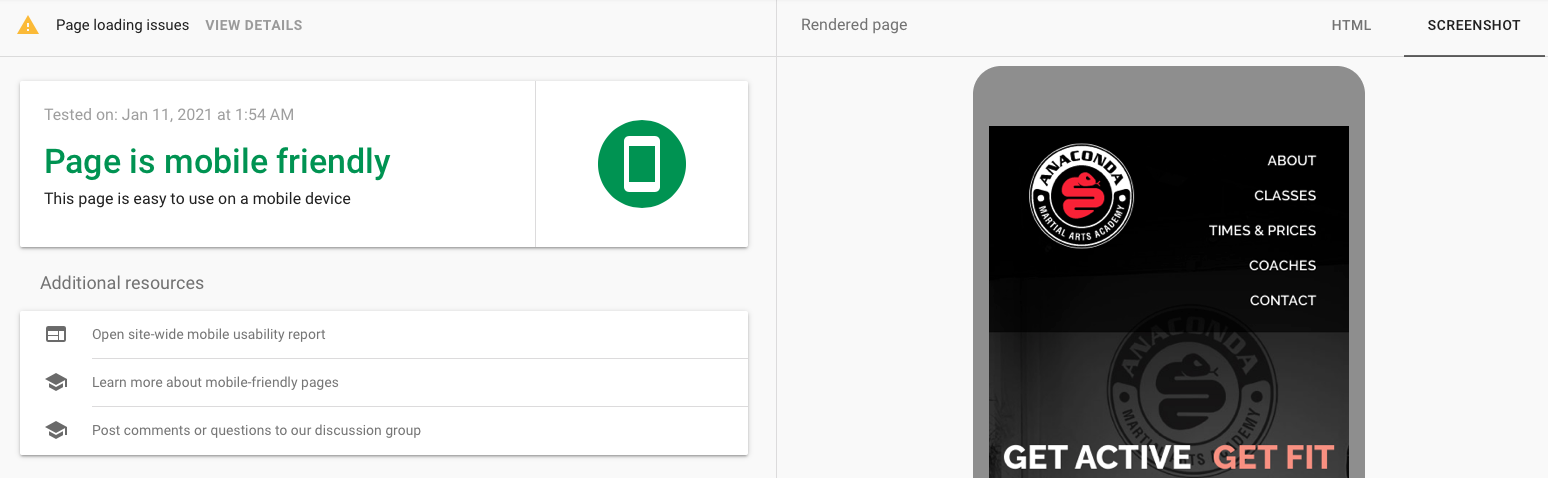 Page loading issues VIEW DETAILS
Rendered page HTML SCREENSHOT
Tested on: Jan 11, 2021 at 1:54 AM
Page is mobile friendly
This page is easy to use on a mobile device
Additional resources
Open site-wide mobile usability report
Learn more about mobile-friendly pages
Post comments or questions to our discussion group
ANACONDA
MARTIAL ARTS ACADEMY
ABOUT
CLASSES
TIMES & PRICES
COACHES
CONTACT
ANACONDA
MARTIAL ARTS ACADEMY
GET ACTIVE GET FIT